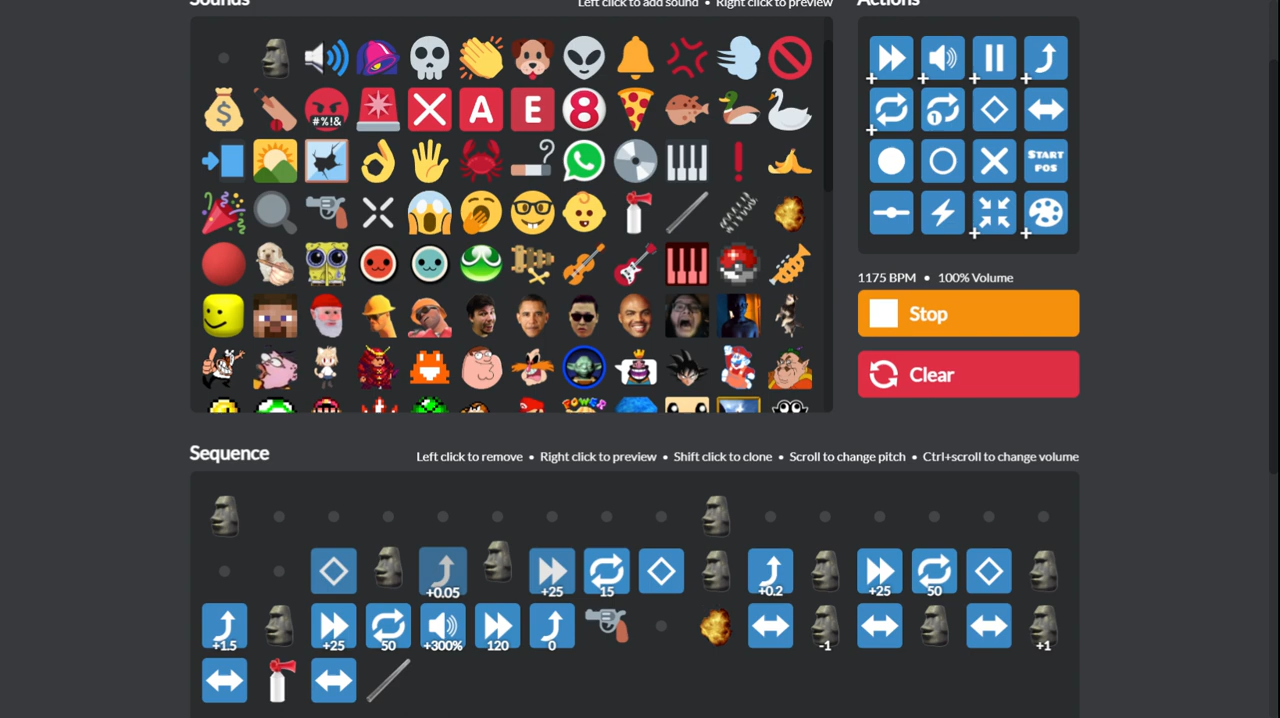 Sounds
Left click to add sound • Right click to preview
Actions
#%!&
A
E
8
1
START
POS
1175 BPM • 100% Volume
Stop
Clear
POWER
Sequence
Left click to remove • Right click to preview • Shift click to clone • Scroll to change pitch • Ctrl+scroll to change volume
+0.05
+25
15
+0.2
+25
50
+1.5
+25
50
+300%
120
0
-1
+1